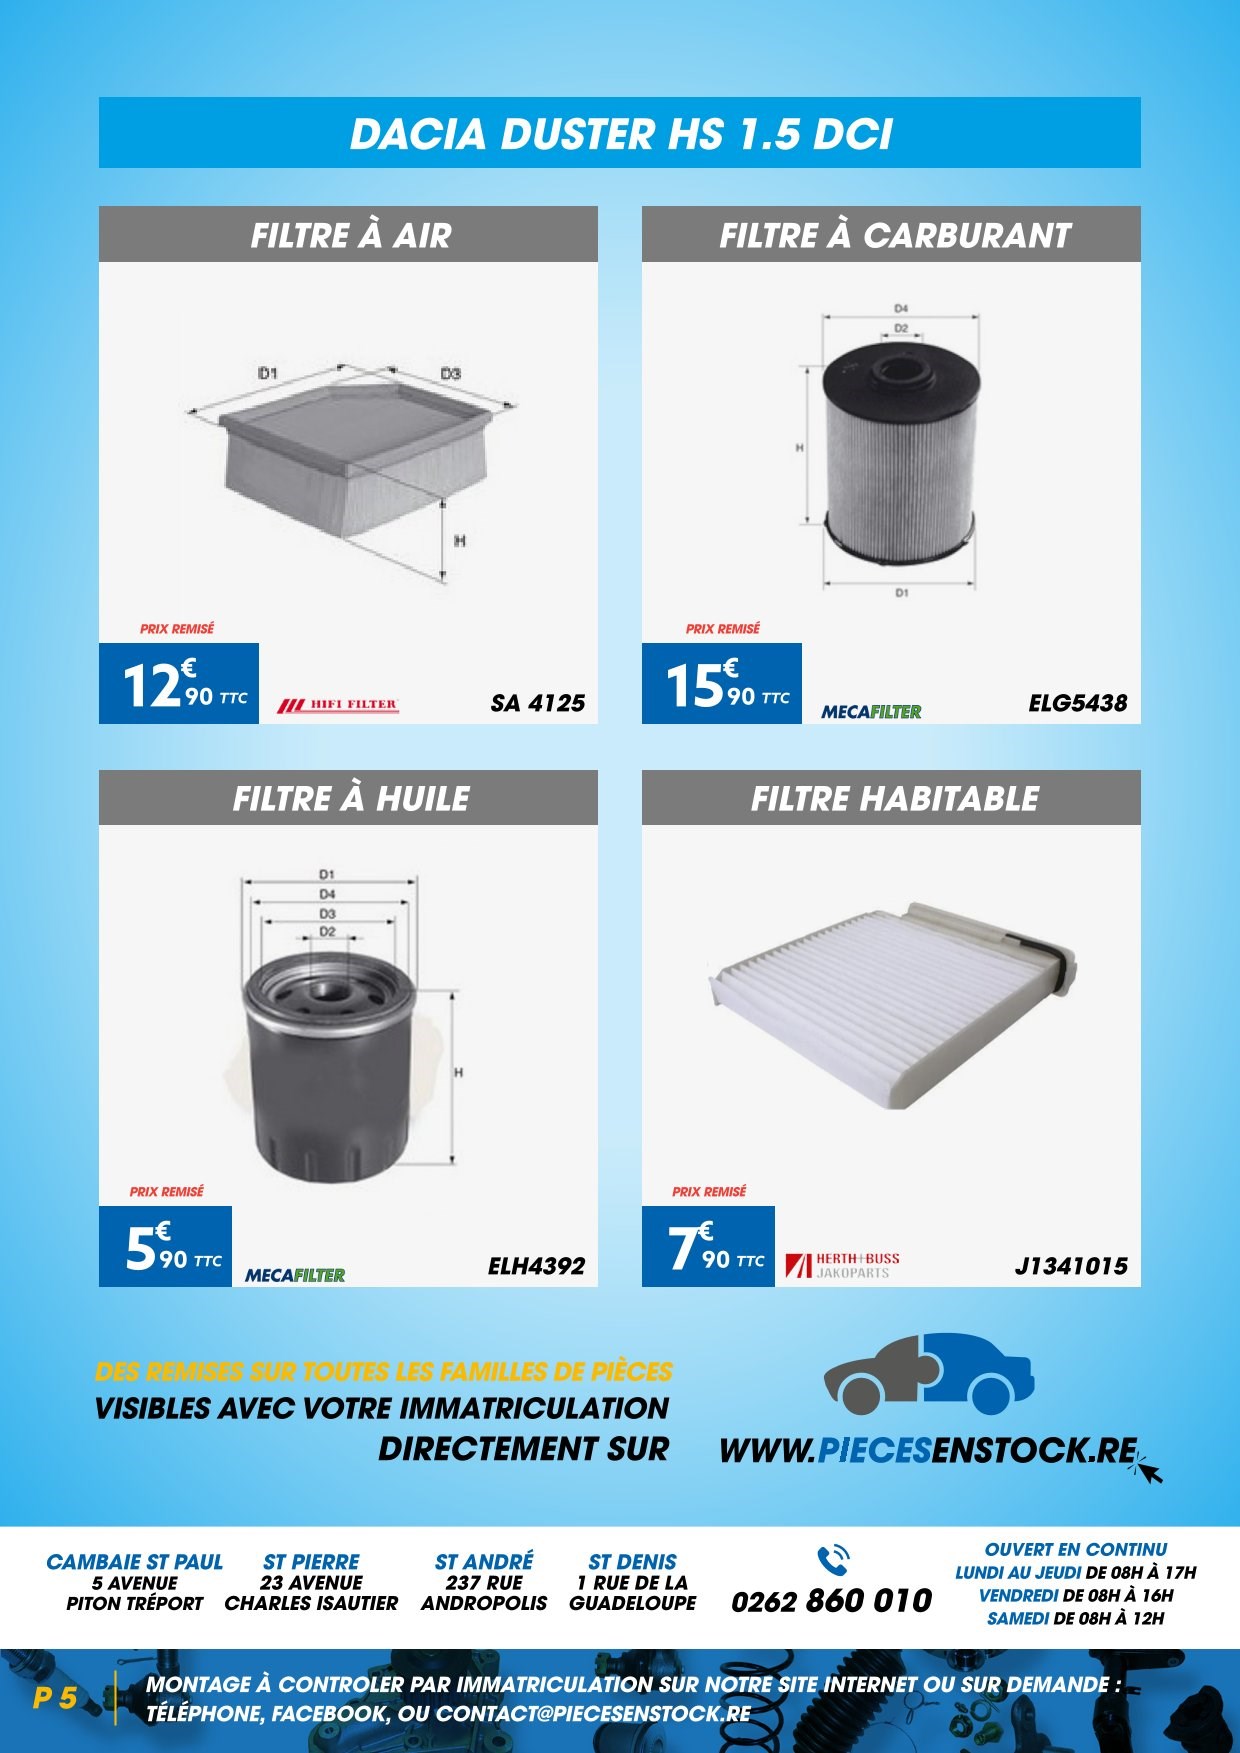 DACIA DUSTER HS 1.5 DCI
FILTRE À AIR
D1
D3
H
PRIX REMISÉ
12€90 TTC
HIFI FILTER
SA 4125
FILTRE À CARBURANT
D4
D2
H
D1
PRIX REMISÉ
15€90 TTC
MECAFILTER
ELG5438
FILTRE À HUILE
D1
D4
D3
D2
H
PRIX REMISÉ
5€90 TTC
MECAFILTER
ELH4392
FILTRE HABITABLE
PRIX REMISÉ
7€90 TTC
HERTH+BUSS
JAKOPARTS
J1341015
DES REMISES SUR TOUTES LES FAMILLES DE PIÈCES
VISIBLES AVEC VOTRE IMMATRICULATION
DIRECTEMENT SUR
WWW.PIECESENSTOCK.RE
CAMBAIE ST PAUL
5 AVENUE
PITON TRÉPORT
ST PIERRE
23 AVENUE
CHARLES ISAUTIER
ST ANDRÉ
237 RUE
ANDROPOLIS
ST DENIS
1 RUE DE LA
GUADELOUPE
0262 860 010
OUVERT EN CONTINU
LUNDI AU JEUDI DE 08H À 17H
VENDREDI DE 08H À 16H
SAMEDI DE 08H À 12H
P 5
MONTAGE À CONTROLER PAR IMMATRICULATION SUR NOTRE SITE INTERNET OU SUR DEMANDE :
TÉLÉPHONE, FACEBOOK, OU CONTACT@PIECESENSTOCK.RE